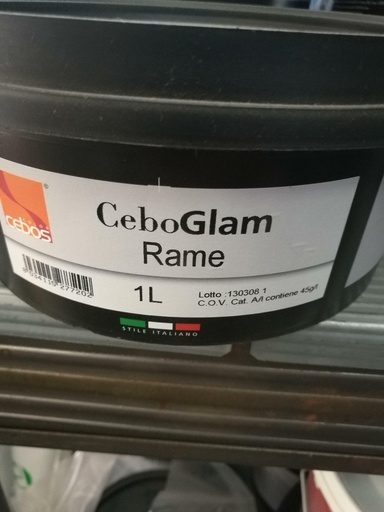 cebos®
CeboGlam
Rame
1L
Lotto :130308 1
C.O.V. Cat. A/l contiene 45g/l
STILE ITALIANO